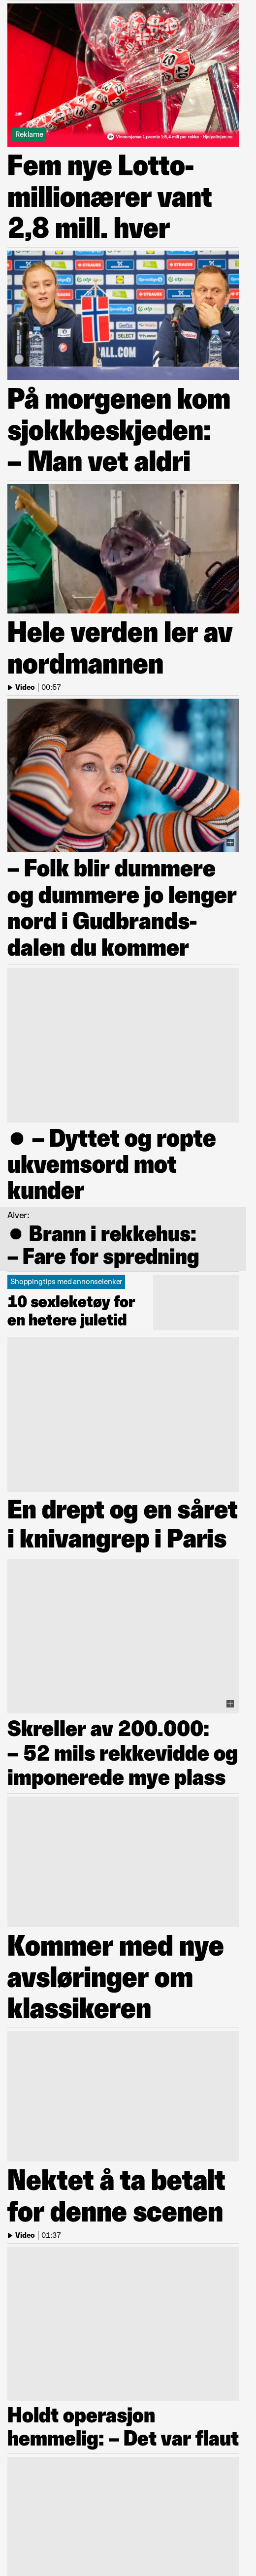 Reklame
Vinnersjanse 1.premie 1:5,4 mill per rekke - Hjelpelinjen.no
Fem nye Lotto-
millionærer vant
2,8 mill. hver
STRAUSS
SELECT
ALL.COM
På morgenen kom
sjokkbeskjeden:
– Man vet aldri
Hele verden ler av
nordmannen
Video | 00:57
– Folk blir dummere
og dummere jo lenger
nord i Gudbrands-
dalen du kommer
● – Dyttet og ropte
ukvemsord mot
kunder
Alver:
● Brann i rekkehus:
– Fare for spredning
Shoppingtips med annonselenker
10 sexleketøy for
en hetere juletid
En drept og en såret
i knivangrep i Paris
Skreller av 200.000:
– 52 mils rekkevidde og
imponerede mye plass
Kommer med nye
avsløringer om
klassikeren
Nektet å ta betalt
for denne scenen
Video | 01:37
Holdt operasjon
hemmelig: – Det var flaut